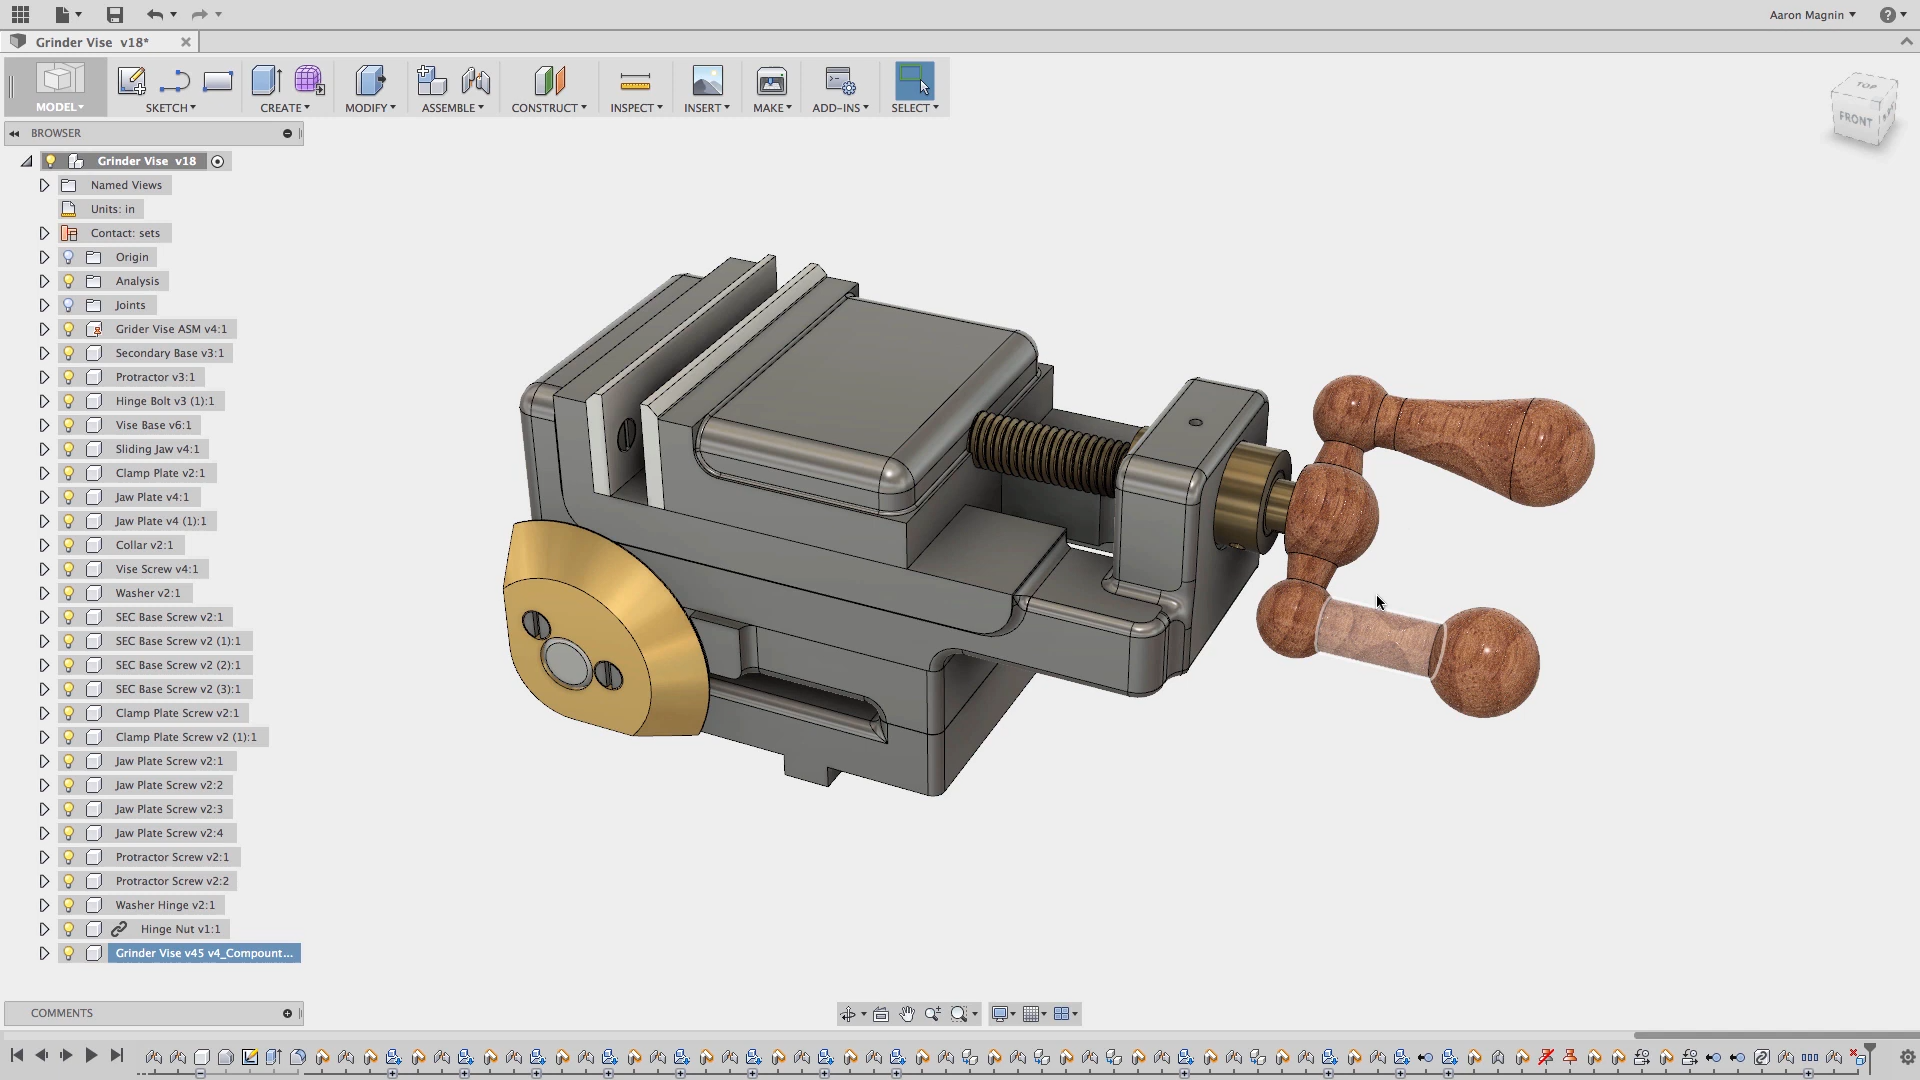 Aaron Magnin
Grinder Vise v18*
MODEL
SKETCH
CREATE
MODIFY
ASSEMBLE
CONSTRUCT
INSPECT
INSERT
MAKE
ADD-INS
SELECT
TOP
FRONT
BROWSER
Grinder Vise v18
Named Views
Units: in
Contact: sets
Origin
Analysis
Joints
Grider Vise ASM v4:1
Secondary Base v3:1
Protractor v3:1
Hinge Bolt v3 (1):1
Vise Base v6:1
Sliding Jaw v4:1
Clamp Plate v2:1
Jaw Plate v4:1
Jaw Plate v4 (1):1
Collar v2:1
Vise Screw v4:1
Washer v2:1
SEC Base Screw v2:1
SEC Base Screw v2 (1):1
SEC Base Screw v2 (2):1
SEC Base Screw v2 (3):1
Clamp Plate Screw v2:1
Clamp Plate Screw v2 (1):1
Jaw Plate Screw v2:1
Jaw Plate Screw v2:2
Jaw Plate Screw v2:3
Jaw Plate Screw v2:4
Protractor Screw v2:1
Protractor Screw v2:2
Washer Hinge v2:1
Hinge Nut v1:1
Grinder Vise v45 v4_Compount...
COMMENTS